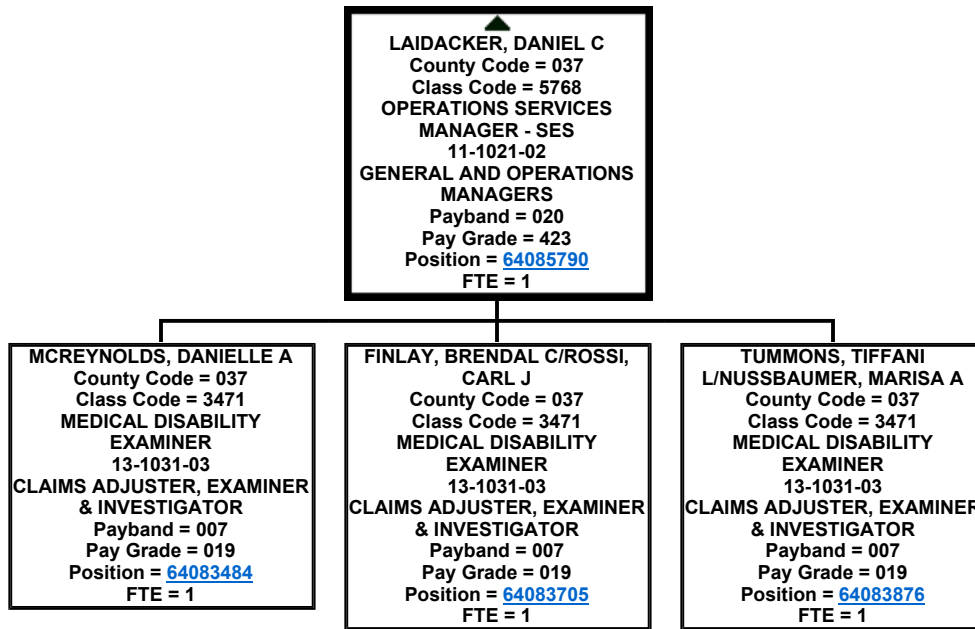 LAIDACKER, DANIEL C
County Code = 037
Class Code = 5768
OPERATIONS SERVICES
MANAGER - SES
11-1021-02
GENERAL AND OPERATIONS
MANAGERS
Payband = 020
Pay Grade = 423
Position = 64085790
FTE = 1
MCREYNOLDS, DANIELLE A
County Code = 037
Class Code = 3471
MEDICAL DISABILITY
EXAMINER
13-1031-03
CLAIMS ADJUSTER, EXAMINER
& INVESTIGATOR
Payband = 007
Pay Grade = 019
Position = 64083484
FTE = 1
FINLAY, BRENDAL C/ROSSI,
CARL J
County Code = 037
Class Code = 3471
MEDICAL DISABILITY
EXAMINER
13-1031-03
CLAIMS ADJUSTER, EXAMINER
& INVESTIGATOR
Payband = 007
Pay Grade = 019
Position = 64083705
FTE = 1
TUMMONS, TIFFANI
L/NUSSBAUMER, MARISA A
County Code = 037
Class Code = 3471
MEDICAL DISABILITY
EXAMINER
13-1031-03
CLAIMS ADJUSTER, EXAMINER
& INVESTIGATOR
Payband = 007
Pay Grade = 019
Position = 64083876
FTE = 1